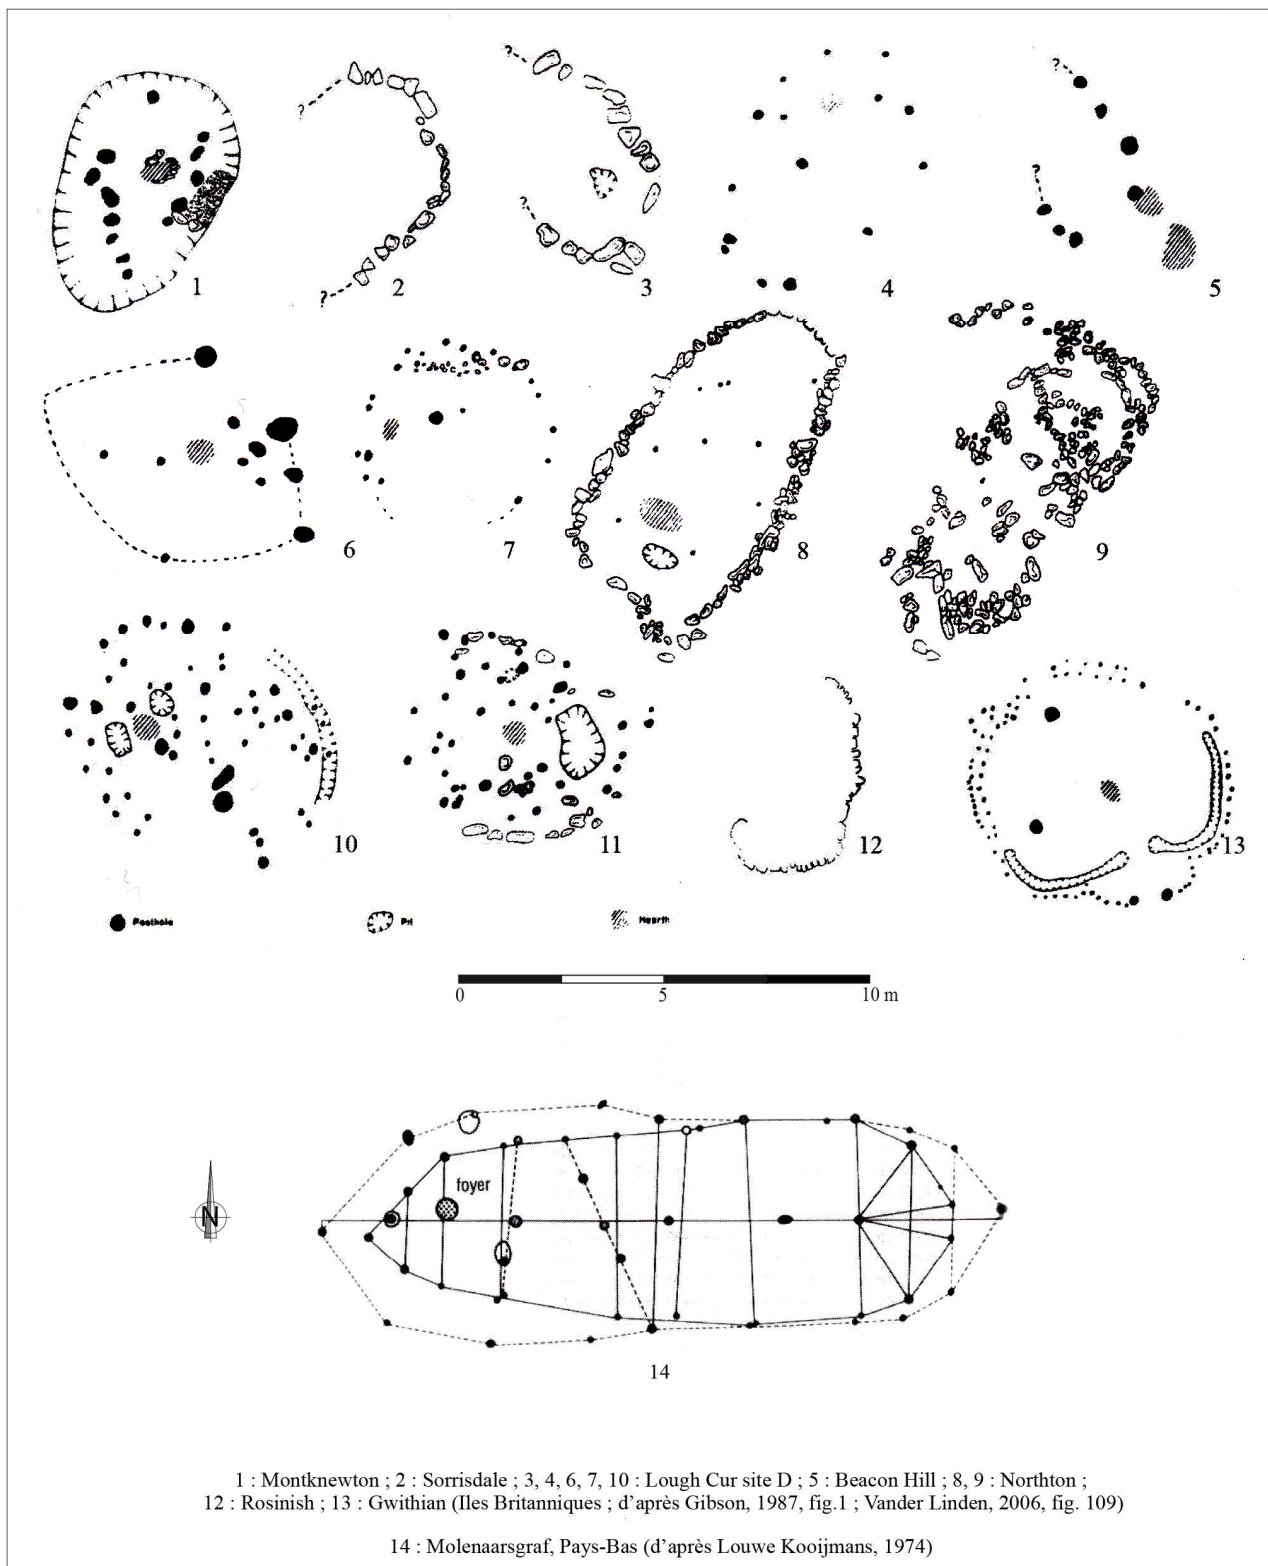 ?
?
?
?
1
2
3
4
5
?
?
6
7
8
9
10
11
12
13
Posthole Pit Hearth
0 5 10 m
N
foyer
14
1 : Montknewton ; 2 : Sorrisdale ; 3, 4, 6, 7, 10 : Lough Cur site D ; 5 : Beacon Hill ; 8, 9 : Northton ;
12 : Rosinish ; 13 : Gwithian (Iles Britanniques ; d’après Gibson, 1987, fig.1 ; Vander Linden, 2006, fig. 109)
14 : Molenaarsgraf, Pays-Bas (d’après Louwe Kooijmans, 1974)